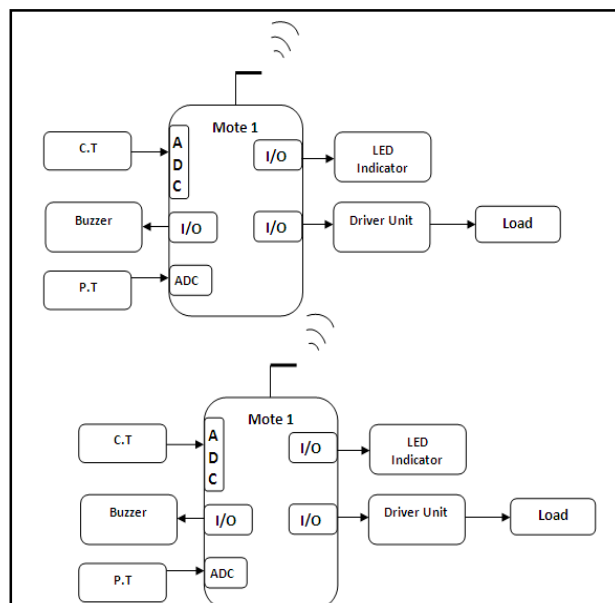 Mote 1
C.T
A
D
C
I/O
LED
Indicator
Buzzer
I/O
I/O
Driver Unit
Load
P.T
ADC
Mote 1
C.T
A
D
C
I/O
LED
Indicator
Buzzer
I/O
I/O
Driver Unit
Load
P.T
ADC